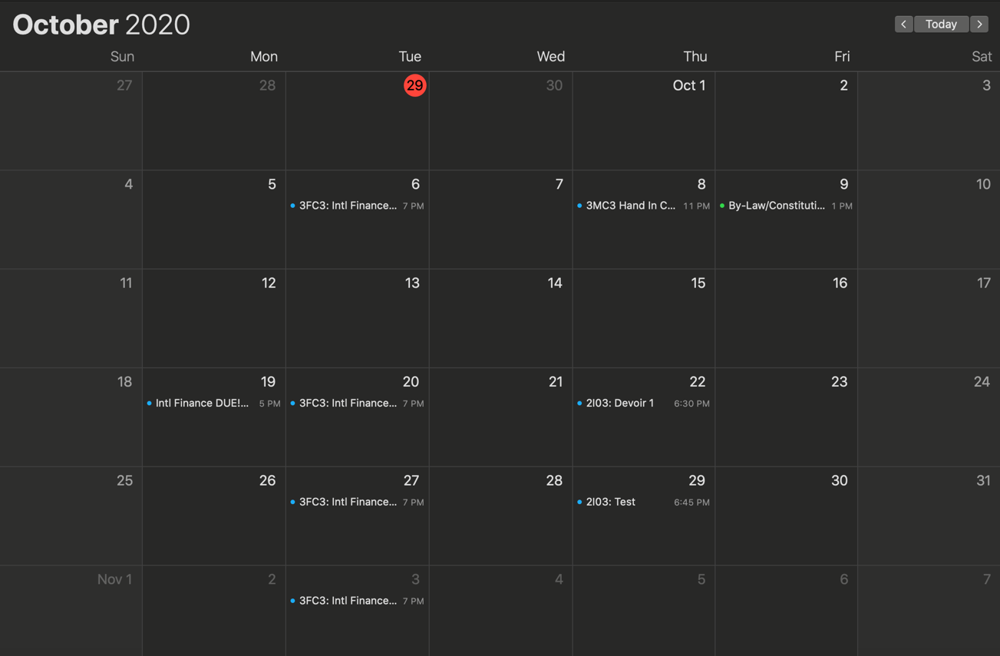 October 2020
< Today >
Sun Mon Tue Wed Thu Fri Sat
27 28 29 30 Oct 1 2 3
4 5 6 7 8 9 10
3FC3: Intl Finance... 7 PM 3MC3 Hand In C... 11 PM By-Law/Constituti... 1 PM
11 12 13 14 15 16 17
18 19 20 21 22 23 24
Intl Finance DUE!... 5 PM 3FC3: Intl Finance... 7 PM 2I03: Devoir 1 6:30 PM
25 26 27 28 29 30 31
3FC3: Intl Finance... 7 PM 2I03: Test 6:45 PM
Nov 1 2 3 4 5 6 7
3FC3: Intl Finance... 7 PM